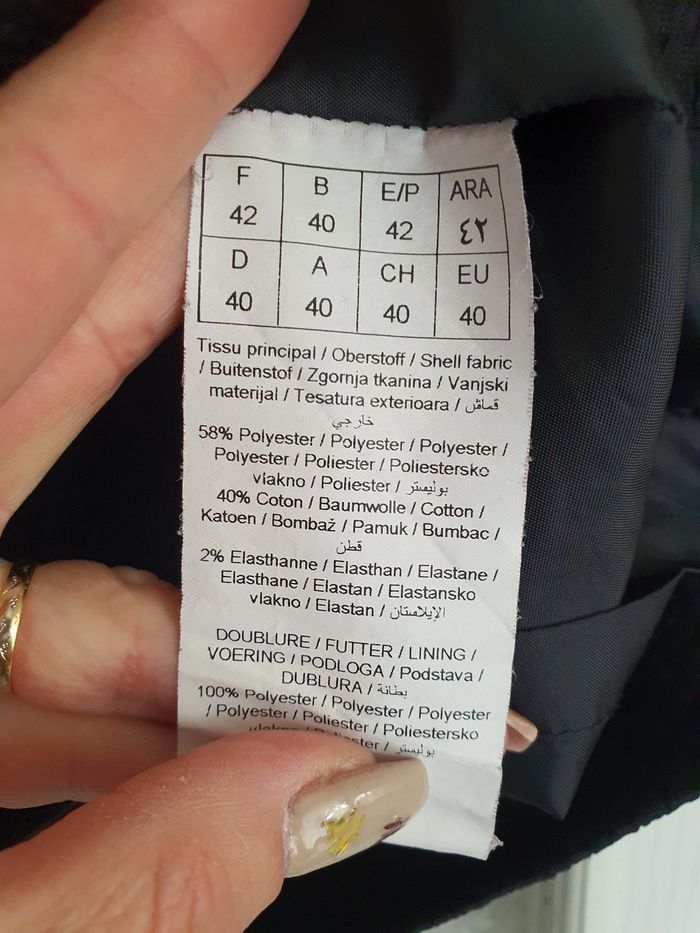 F B E/P ARA
42 40 42 ٤٢
D A CH EU
40 40 40 40
Tissu principal / Oberstoff / Shell fabric
/ Buitenstof / Zgornja tkanina / Vanjski
materijal / Tesatura exterioara / قماش
خارجي
58% Polyester / Polyester / Polyester /
Polyester / Poliester / Poliestersko
vlakno / Poliester / بوليستر
40% Coton / Baumwolle / Cotton /
Katoen / Bombaž / Pamuk / Bumbac /
قطن
2% Elasthanne / Elasthan / Elastane /
Elasthane / Elastan / Elastansko
vlakno / Elastan / الإيلاستان
DOUBLURE / FUTTER / LINING /
VOERING / PODLOGA / Podstava /
DUBLURA / بطانة
100% Polyester / Polyester / Polyester
/ Polyester / Poliester / Poliestersko
vlakno / بوليستر